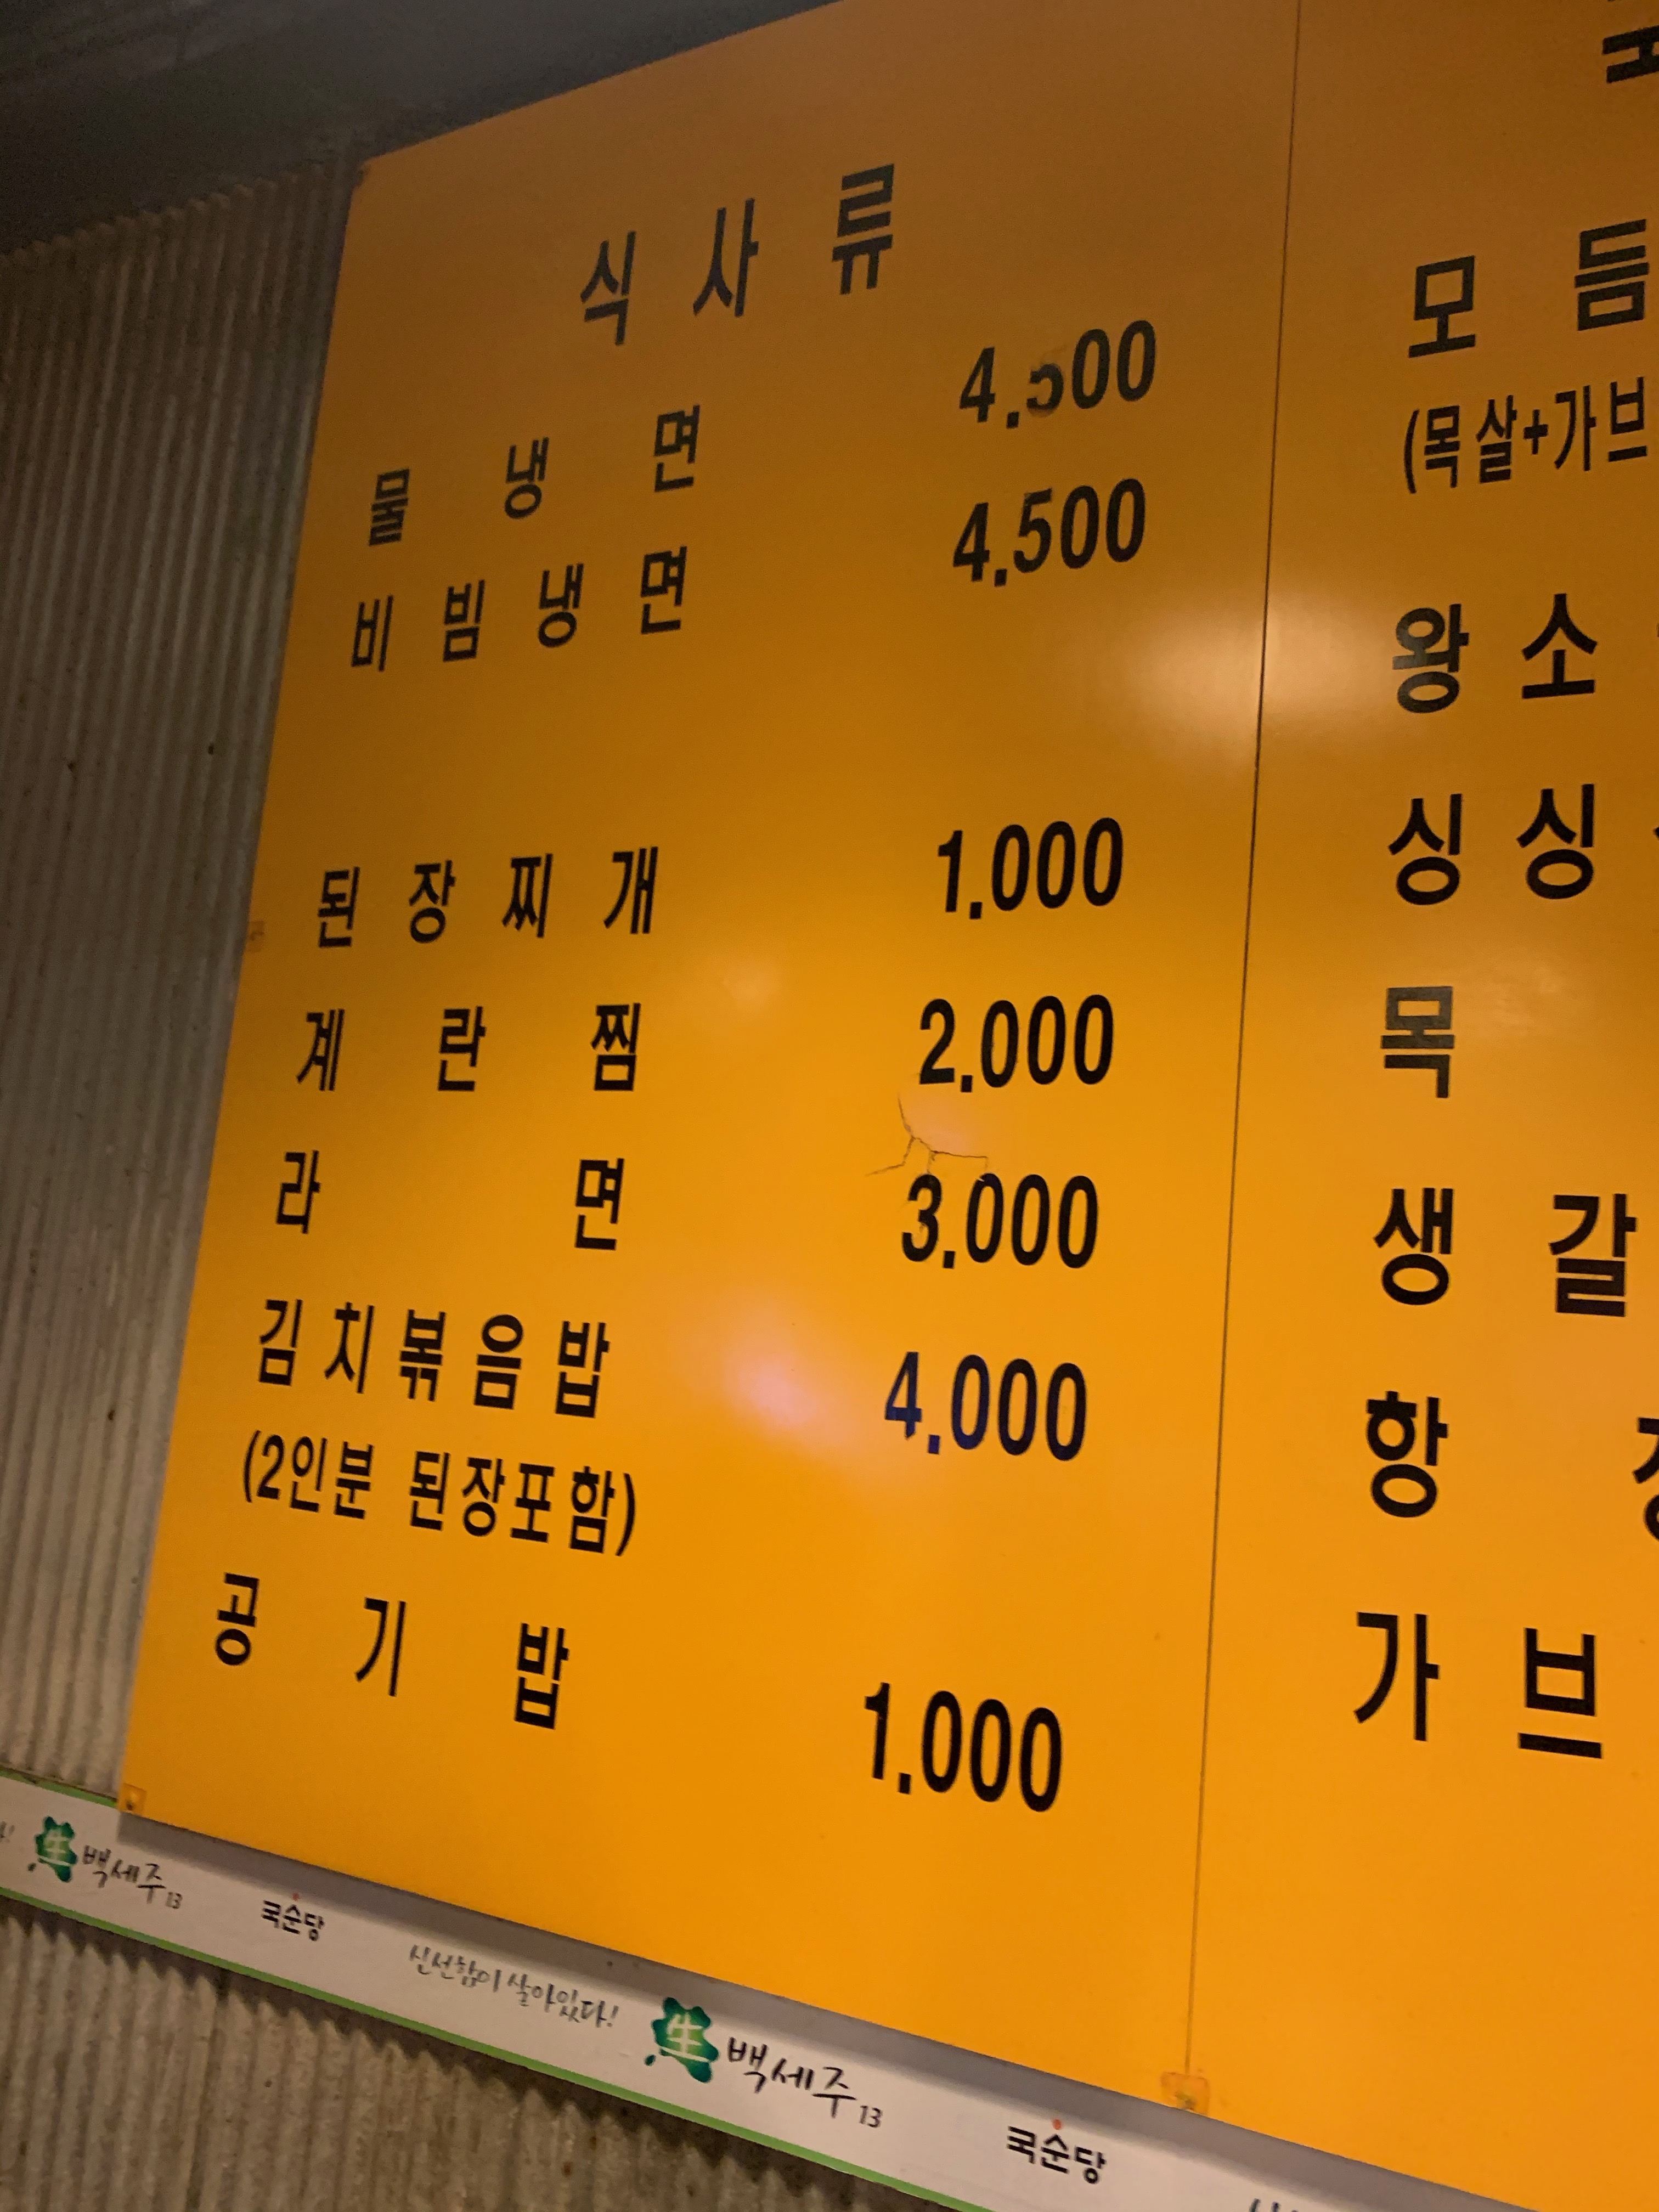 식사류
물냉면 4.500
비빔냉면 4.500
된장찌개 1.000
계란찜 2.000
라면 3.000
김치볶음밥 4.000
(2인분 된장포함)
공기밥 1.000
모듬
(목살+가브
왕소
싱싱
목
생갈
항
가브
生 백세주 13 국순당 신선함이 살아있다! 生 백세주 13 국순당